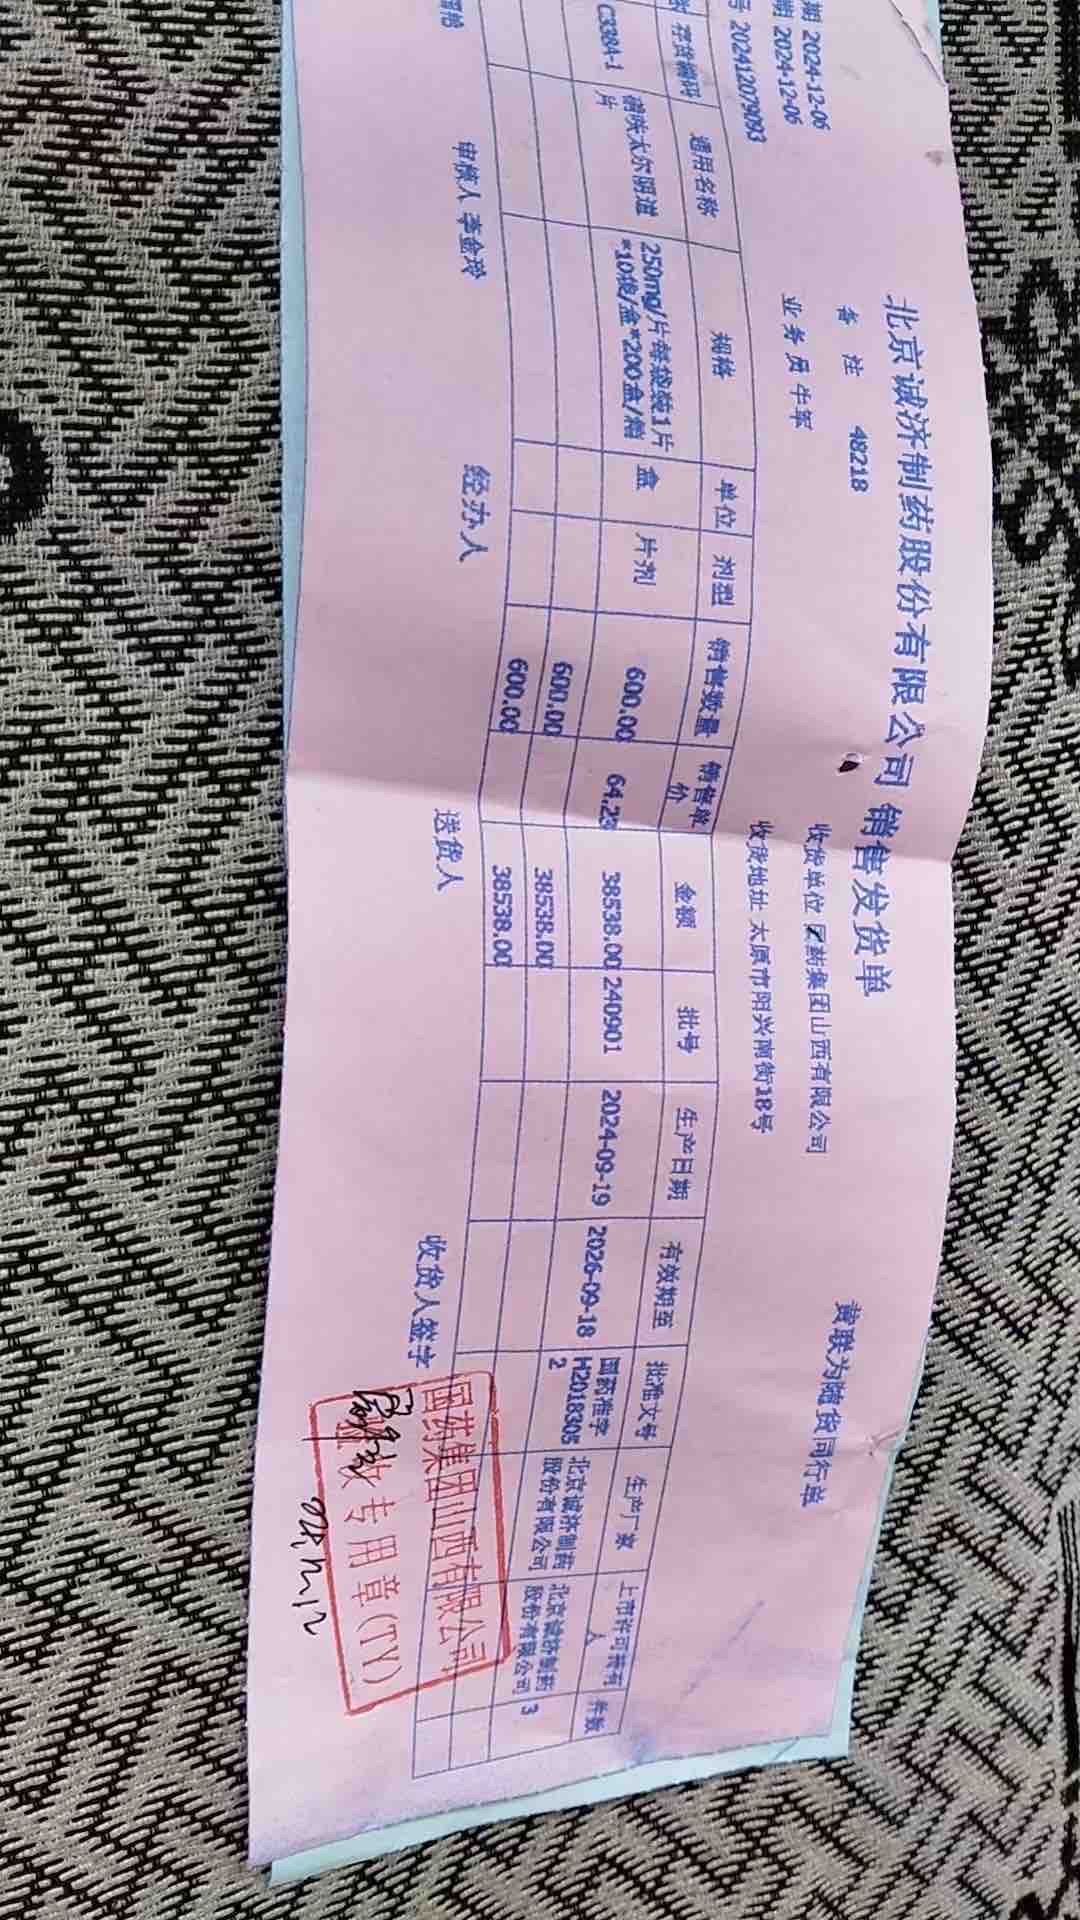 北京诚济制药股份有限公司 销售发货单
期 2024-12-06 备 注 48218 收货单位 国药集团山西有限公司 黄联为随货同行单
期 2024-12-06 业务员 牛军 收货地址 太原市阳兴南街18号
号 202412079093
存货编码 通用名称 规格 单位 剂型 销售数量 销售单价 金额 批号 生产日期 有效期至 批准文号 生产厂家 上市许可持有人 件数
C3384-1 硝呋太尔阴道片 250mg/片每袋装1片*10袋/盒*200盒/箱 盒 片剂 600.00 64.23 38538.00 240901 2024-09-19 2026-09-18 国药准字H20183052 北京诚济制药股份有限公司 北京诚济制药股份有限公司 3
600.00 38538.00
600.00 38538.00
审核人 李金玲 经办人 送货人 收货人签字
国药集团山西有限公司
收专用章(TY)